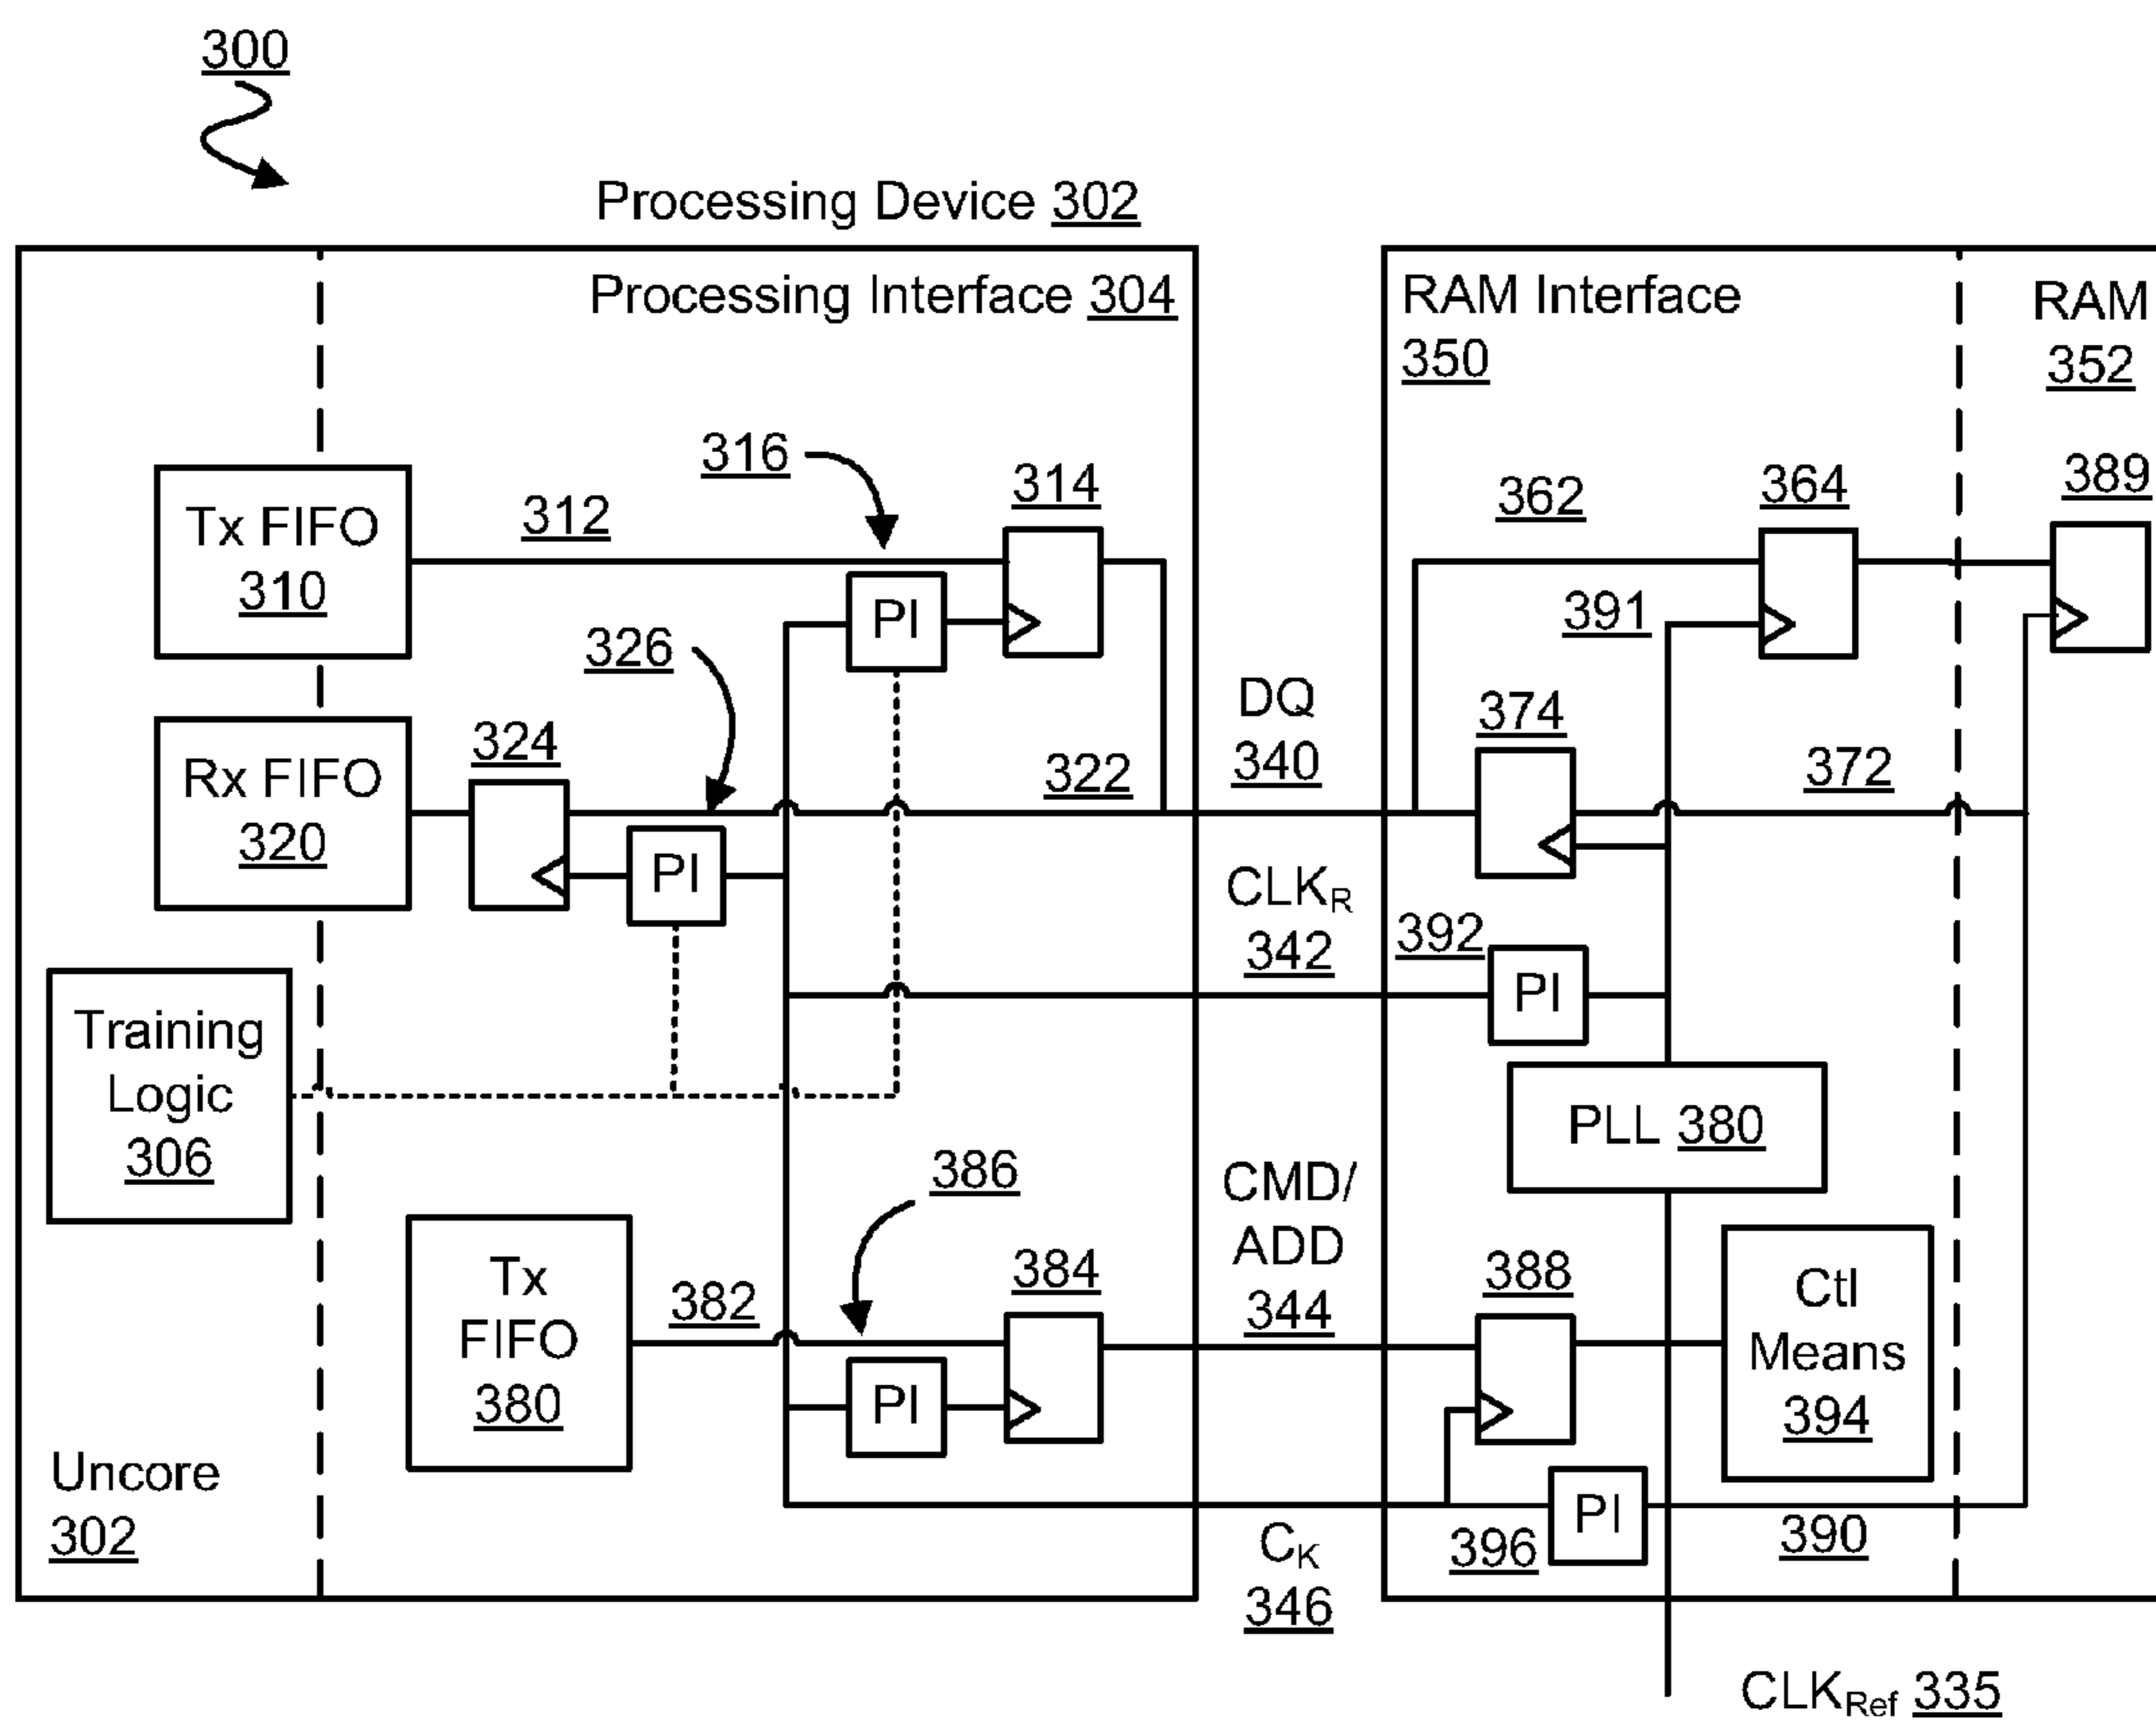 300
Processing Device 302
Processing Interface 304
RAM Interface
350
RAM
352
Tx FIFO
310
312
316
314
362
364
389
391
326
Rx FIFO
320
324
322
DQ
340
374
372
PI
PI
CLKR
342
392
PI
Training
Logic
306
PLL 380
386
CMD/
ADD
344
Tx
FIFO
380
382
384
388
Ctl
Means
394
PI
Uncore
302
CK
346
396
PI
390
CLKRef 335